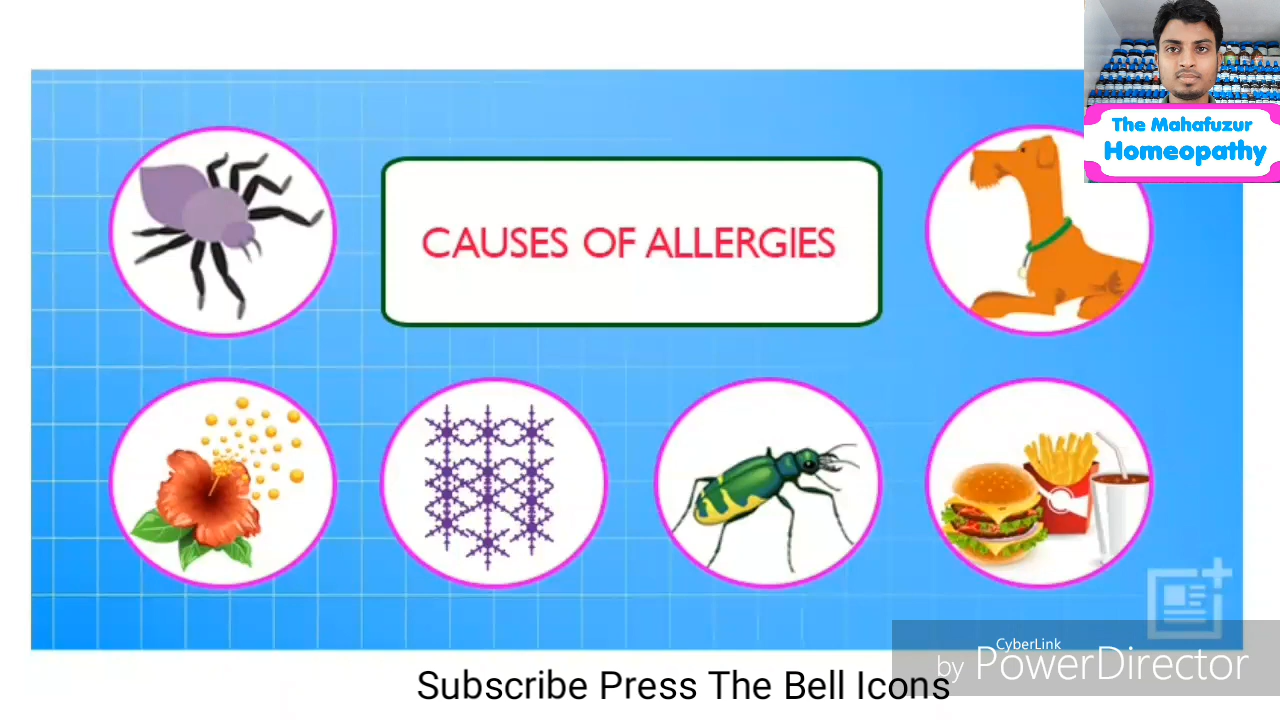 The Mahafuzur
Homeopathy
CAUSES OF ALLERGIES
CyberLink
by PowerDirector
Subscribe Press The Bell Icons